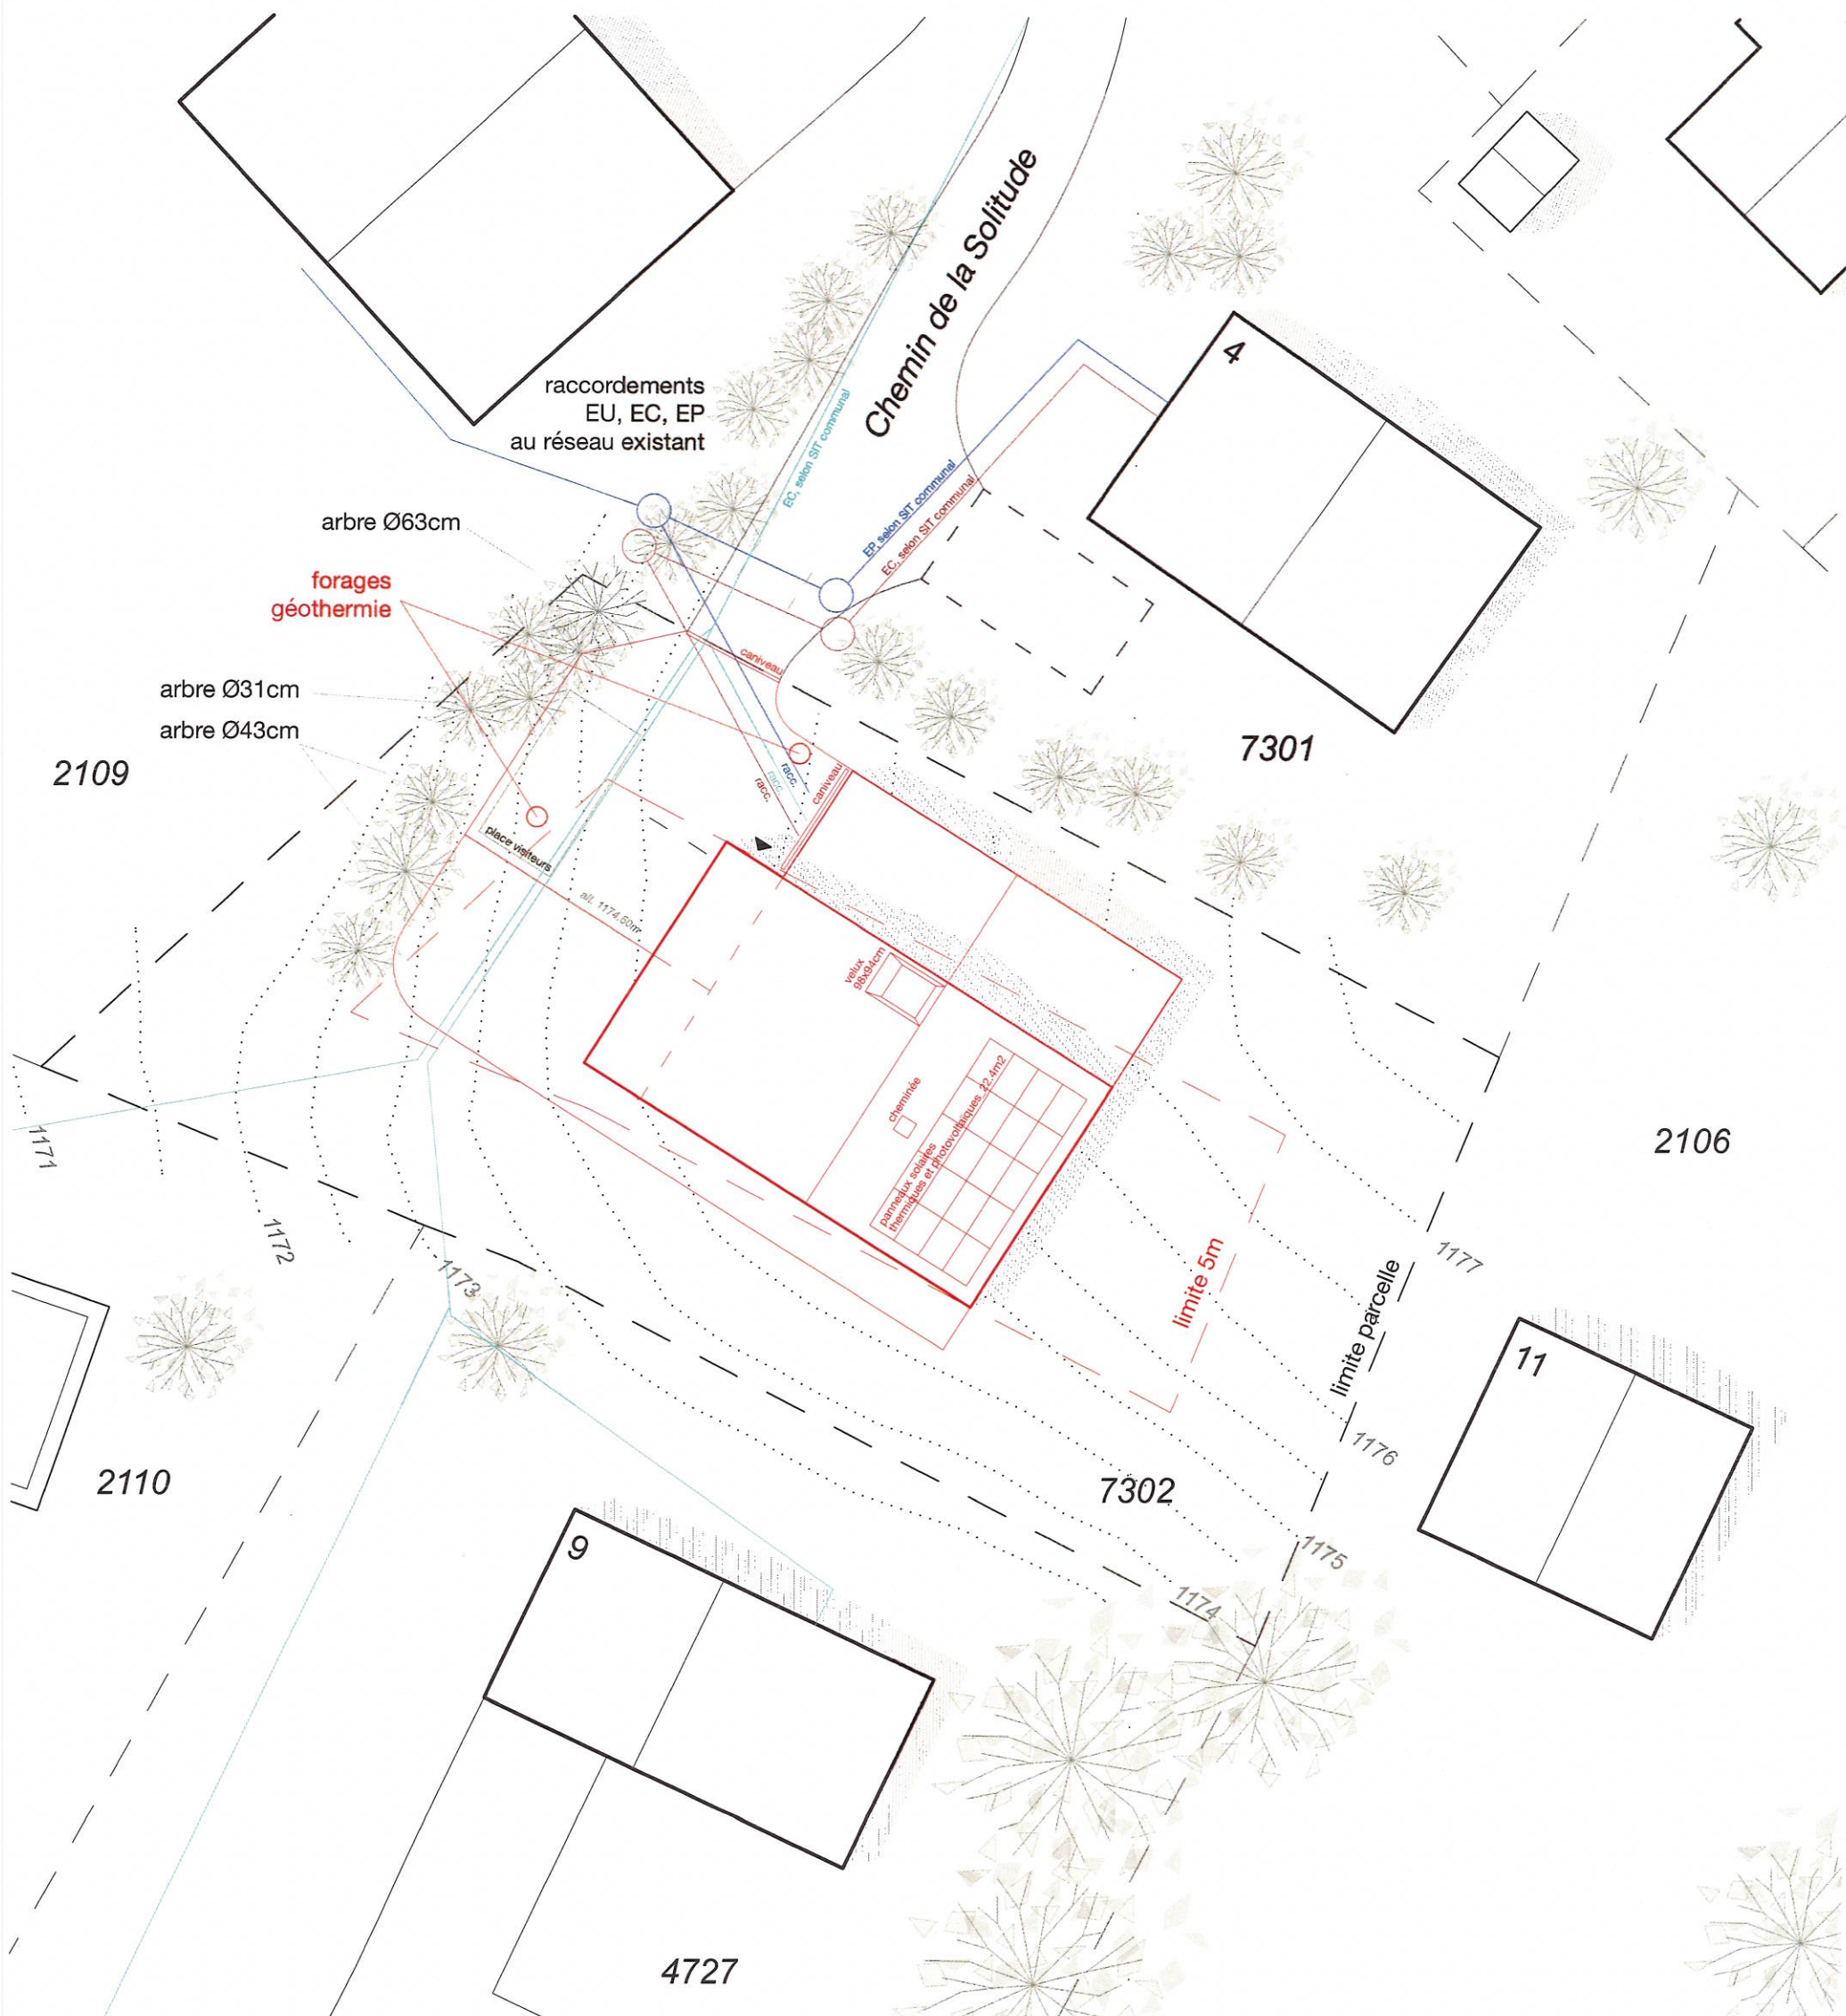 Chemin de la Solitude
4
raccordements
EU, EC, EP
au réseau existant
EC, selon SIT communal
EP, selon SIT communal
EC, selon SIT communal
arbre Ø63cm
forages
géothermie
caniveau
arbre Ø31cm
arbre Ø43cm
7301
2109
racc.
racc.
racc.
caniveau
place visiteurs
alt. 1174.50m
velux
98x94cm
cheminée
panneaux solaires
thermiques et photovoltaiques_22.4m2
1171
2106
1172
1173
limite 5m
1177
limite parcelle
11
1176
2110
7302
9
1175
1174
4727